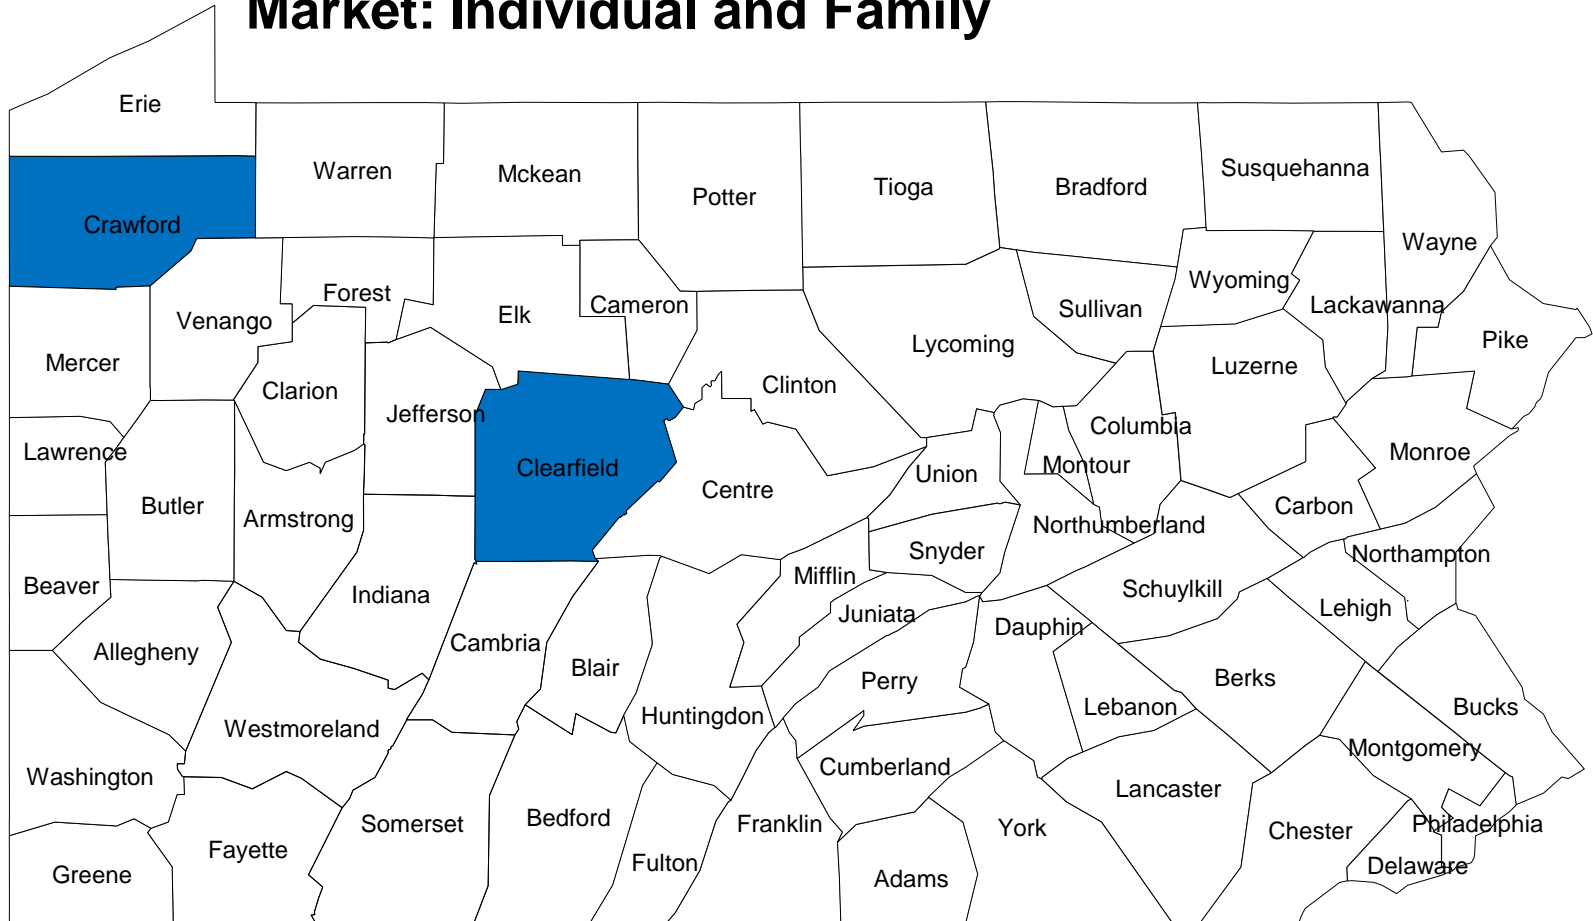 Market: Individual and Family
Erie
Warren
Mckean
Potter
Tioga
Bradford
Susquehanna
Crawford
Wayne
Forest
Venango
Elk
Cameron
Sullivan
Wyoming
Lackawanna
Mercer
Clarion
Jefferson
Clinton
Lycoming
Luzerne
Pike
Lawrence
Clearfield
Centre
Union
Montour
Columbia
Monroe
Butler
Armstrong
Snyder
Northumberland
Carbon
Northampton
Beaver
Indiana
Mifflin
Juniata
Schuylkill
Lehigh
Allegheny
Cambria
Blair
Dauphin
Westmoreland
Huntingdon
Perry
Lebanon
Berks
Bucks
Washington
Cumberland
Lancaster
Montgomery
Greene
Fayette
Somerset
Bedford
Fulton
Franklin
Adams
York
Chester
Delaware
Philadelphia